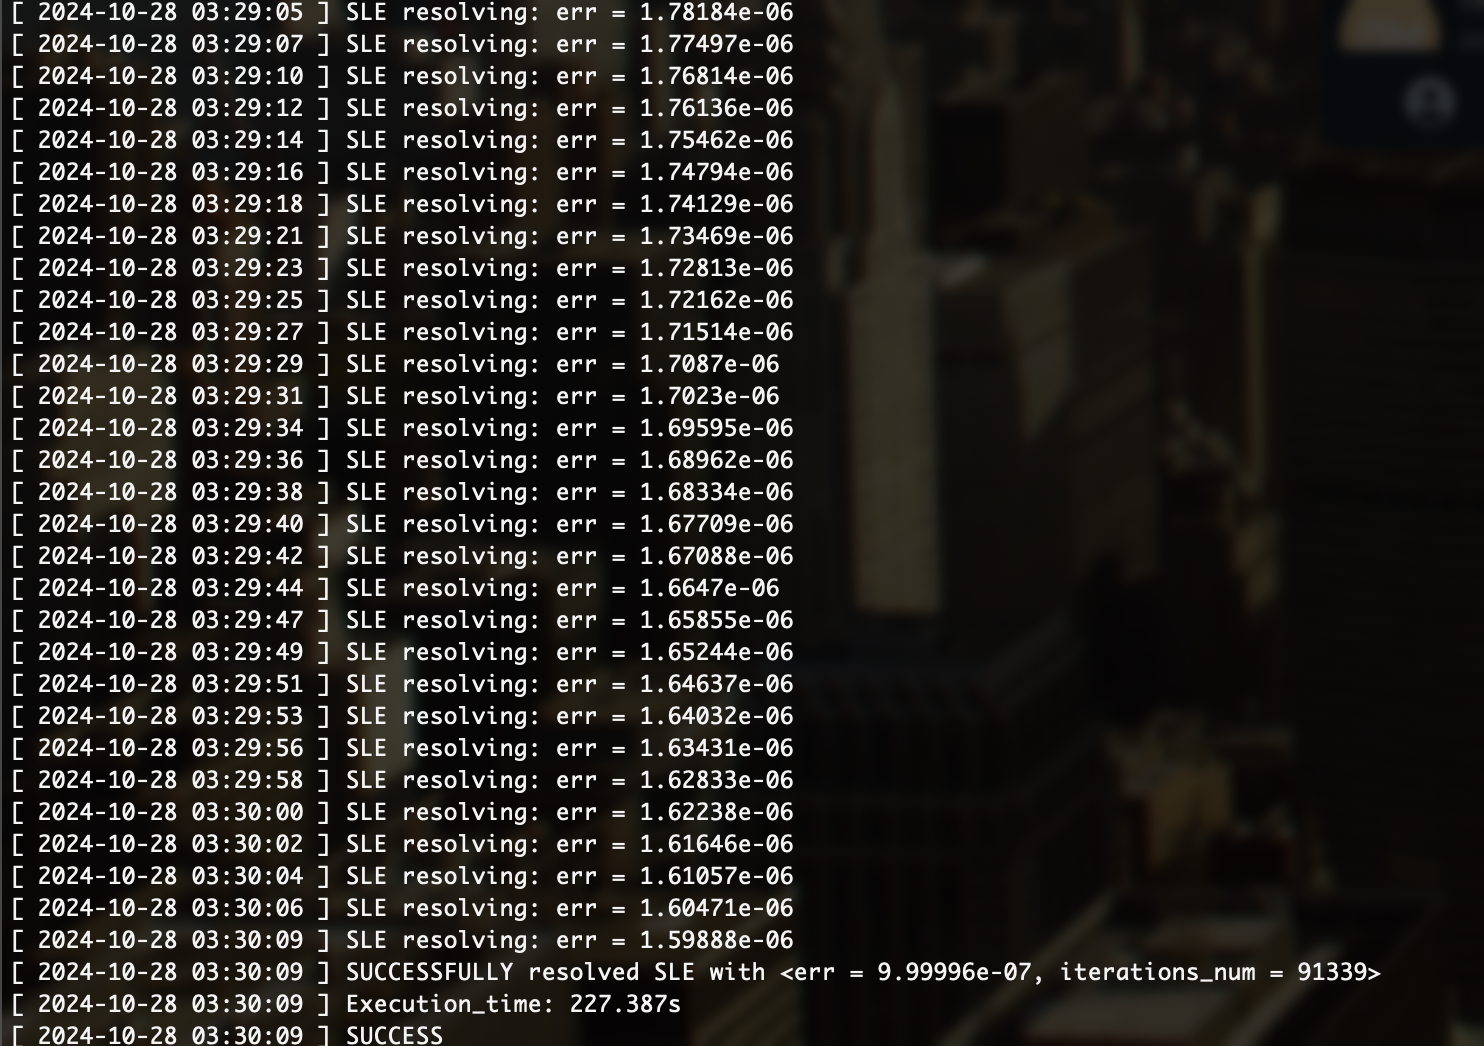 [ 2024-10-28 03:29:05 ] SLE resolving: err = 1.78184e-06
[ 2024-10-28 03:29:07 ] SLE resolving: err = 1.77497e-06
[ 2024-10-28 03:29:10 ] SLE resolving: err = 1.76814e-06
[ 2024-10-28 03:29:12 ] SLE resolving: err = 1.76136e-06
[ 2024-10-28 03:29:14 ] SLE resolving: err = 1.75462e-06
[ 2024-10-28 03:29:16 ] SLE resolving: err = 1.74794e-06
[ 2024-10-28 03:29:18 ] SLE resolving: err = 1.74129e-06
[ 2024-10-28 03:29:21 ] SLE resolving: err = 1.73469e-06
[ 2024-10-28 03:29:23 ] SLE resolving: err = 1.72813e-06
[ 2024-10-28 03:29:25 ] SLE resolving: err = 1.72162e-06
[ 2024-10-28 03:29:27 ] SLE resolving: err = 1.71514e-06
[ 2024-10-28 03:29:29 ] SLE resolving: err = 1.7087e-06
[ 2024-10-28 03:29:31 ] SLE resolving: err = 1.7023e-06
[ 2024-10-28 03:29:34 ] SLE resolving: err = 1.69595e-06
[ 2024-10-28 03:29:36 ] SLE resolving: err = 1.68962e-06
[ 2024-10-28 03:29:38 ] SLE resolving: err = 1.68334e-06
[ 2024-10-28 03:29:40 ] SLE resolving: err = 1.67709e-06
[ 2024-10-28 03:29:42 ] SLE resolving: err = 1.67088e-06
[ 2024-10-28 03:29:44 ] SLE resolving: err = 1.6647e-06
[ 2024-10-28 03:29:47 ] SLE resolving: err = 1.65855e-06
[ 2024-10-28 03:29:49 ] SLE resolving: err = 1.65244e-06
[ 2024-10-28 03:29:51 ] SLE resolving: err = 1.64637e-06
[ 2024-10-28 03:29:53 ] SLE resolving: err = 1.64032e-06
[ 2024-10-28 03:29:56 ] SLE resolving: err = 1.63431e-06
[ 2024-10-28 03:29:58 ] SLE resolving: err = 1.62833e-06
[ 2024-10-28 03:30:00 ] SLE resolving: err = 1.62238e-06
[ 2024-10-28 03:30:02 ] SLE resolving: err = 1.61646e-06
[ 2024-10-28 03:30:04 ] SLE resolving: err = 1.61057e-06
[ 2024-10-28 03:30:06 ] SLE resolving: err = 1.60471e-06
[ 2024-10-28 03:30:09 ] SLE resolving: err = 1.59888e-06
[ 2024-10-28 03:30:09 ] SUCCESSFULLY resolved SLE with <err = 9.99996e-07, iterations_num = 91339>
[ 2024-10-28 03:30:09 ] Execution_time: 227.387s
[ 2024-10-28 03:30:09 ] SUCCESS